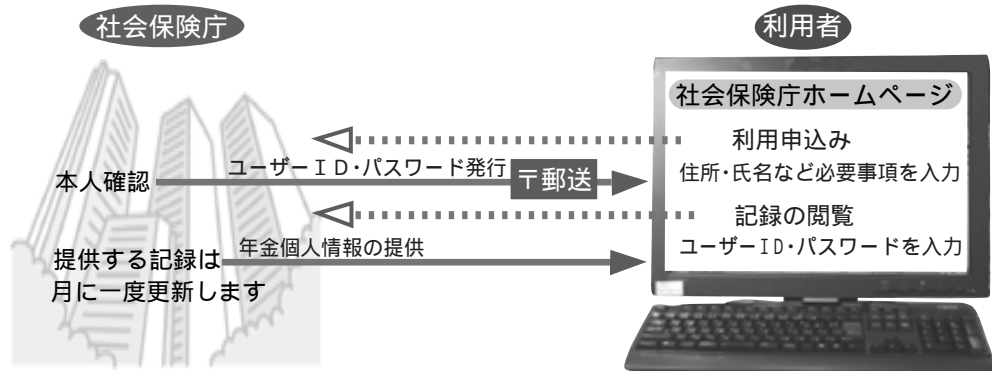 社会保険庁
利用者
社会保険庁ホームページ
利用申込み
住所・氏名など必要事項を入力
ユーザーＩＤ・パスワード発行
〒郵送
本人確認
記録の閲覧
ユーザーID・パスワードを入力
年金個人情報の提供
提供する記録は
月に一度更新します